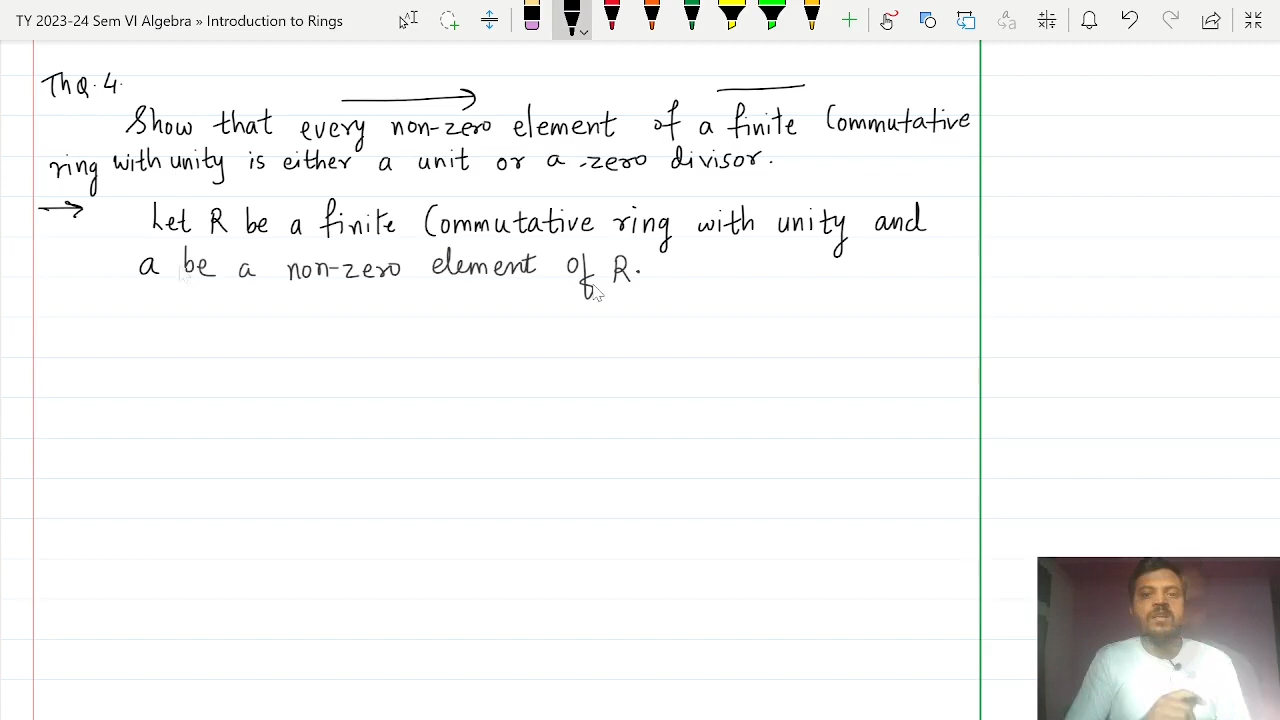 TY 2023-24 Sem VI Algebra » Introduction to Rings
Th Q. 4.
Show that every non-zero element of a finite Commutative
ring with unity is either a unit or a zero divisor.
Let R be a finite Commutative ring with unity and
a be a non-zero element of R.